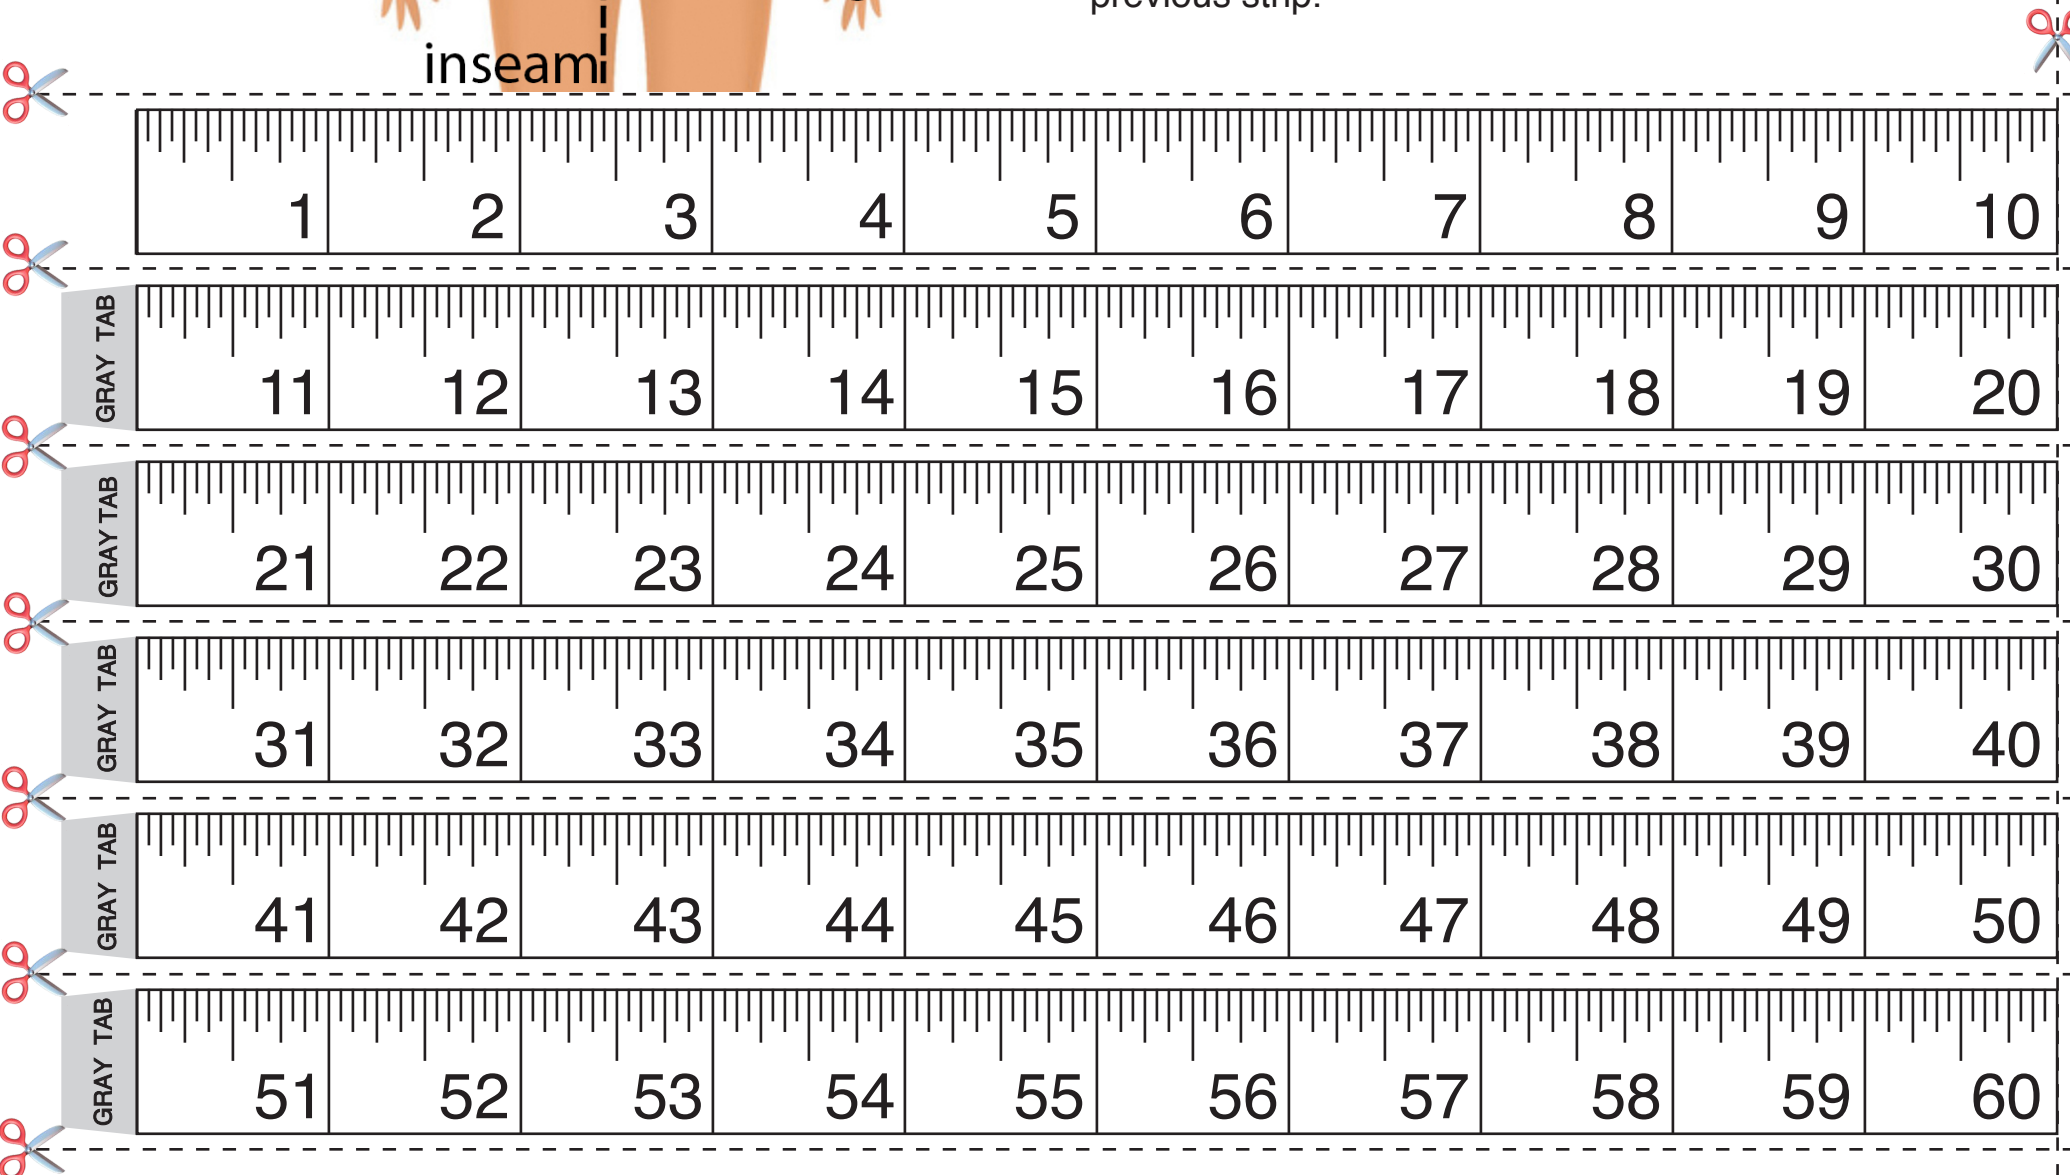 previous strip.
inseam
1 2 3 4 5 6 7 8 9 10
GRAY TAB
11 12 13 14 15 16 17 18 19 20
GRAY TAB
21 22 23 24 25 26 27 28 29 30
GRAY TAB
31 32 33 34 35 36 37 38 39 40
GRAY TAB
41 42 43 44 45 46 47 48 49 50
GRAY TAB
51 52 53 54 55 56 57 58 59 60